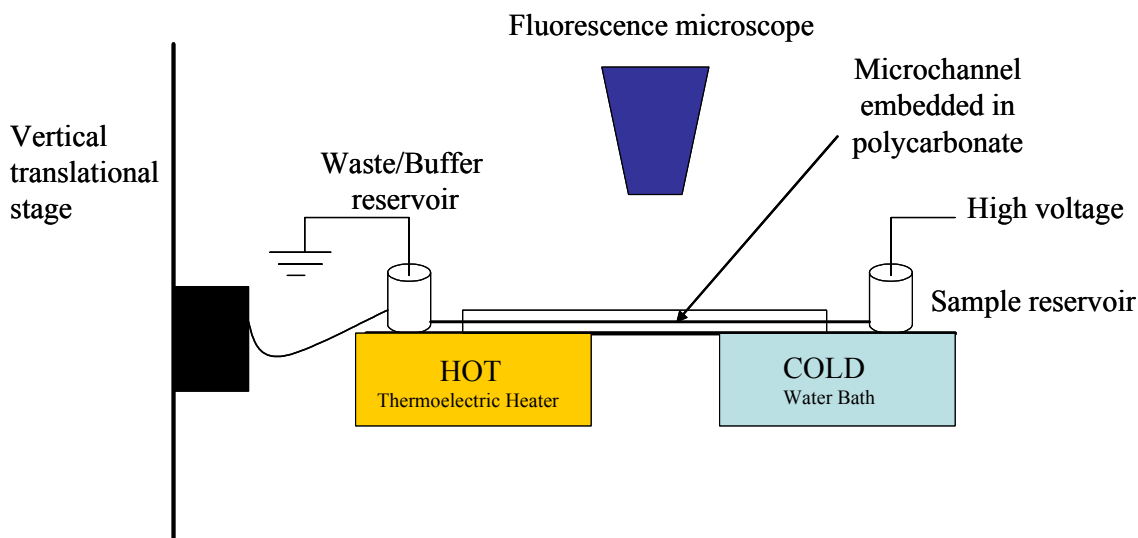 Fluorescence microscope
Microchannel
embedded in
polycarbonate
Vertical
translational
stage
Waste/Buffer
reservoir
High voltage
Sample reservoir
HOT
Thermoelectric Heater
COLD
Water Bath